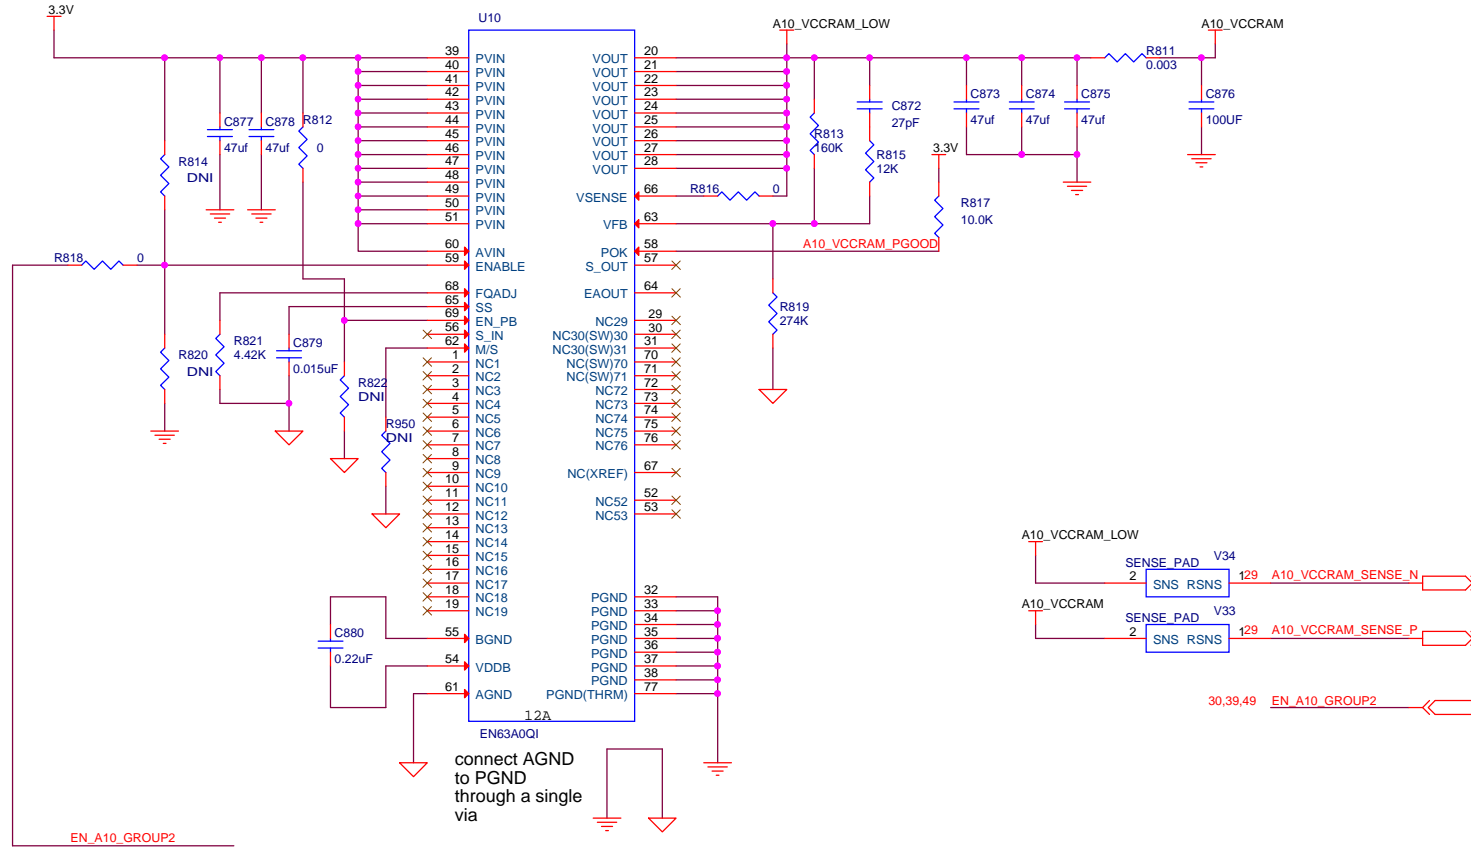 3.3V
U10
A10_VCCRAM_LOW
A10_VCCRAM
39 PVIN
40 PVIN
41 PVIN
42 PVIN
43 PVIN
44 PVIN
45 PVIN
46 PVIN
47 PVIN
48 PVIN
49 PVIN
50 PVIN
51 PVIN
60 AVIN
59 ENABLE
68 FQADJ
65 SS
69 EN_PB
56 S_IN
62 M/S
1 NC1
2 NC2
3 NC3
4 NC4
5 NC5
6 NC6
7 NC7
8 NC8
9 NC9
10 NC10
11 NC11
12 NC12
13 NC13
14 NC14
15 NC15
16 NC16
17 NC17
18 NC18
19 NC19
55 BGND
54 VDDB
61 AGND
VOUT 20
VOUT 21
VOUT 22
VOUT 23
VOUT 24
VOUT 25
VOUT 26
VOUT 27
VOUT 28
VSENSE 66
VFB 63
POK 58
S_OUT 57
EAOUT 64
NC29 29
NC30(SW)30 30
NC30(SW)31 31
NC(SW)70 70
NC(SW)71 71
NC72 72
NC73 73
NC74 74
NC75 75
NC76 76
NC(XREF) 67
NC52 52
NC53 53
PGND 32
PGND 33
PGND 34
PGND 35
PGND 36
PGND 37
PGND 38
PGND(THRM) 77
12A
EN63A0QI
C877
47uf
C878
47uf
R812
0
R814
DNI
R818 0
R820
DNI
R821
4.42K
C879
0.015uF
R822
DNI
R950
DNI
C880
0.22uF
R811
0.003
C872
27pF
C873
47uf
C874
47uf
C875
47uf
C876
100UF
R813
160K
R815
12K
3.3V
R816 0
R817
10.0K
A10_VCCRAM_PGOOD
R819
274K
connect AGND
to PGND
through a single
via
EN_A10_GROUP2
A10_VCCRAM_LOW
SENSE_PAD V34
2 SNS RSNS 1 29 A10_VCCRAM_SENSE_N
A10_VCCRAM
SENSE_PAD V33
2 SNS RSNS 1 29 A10_VCCRAM_SENSE_P
30,39,49 EN_A10_GROUP2